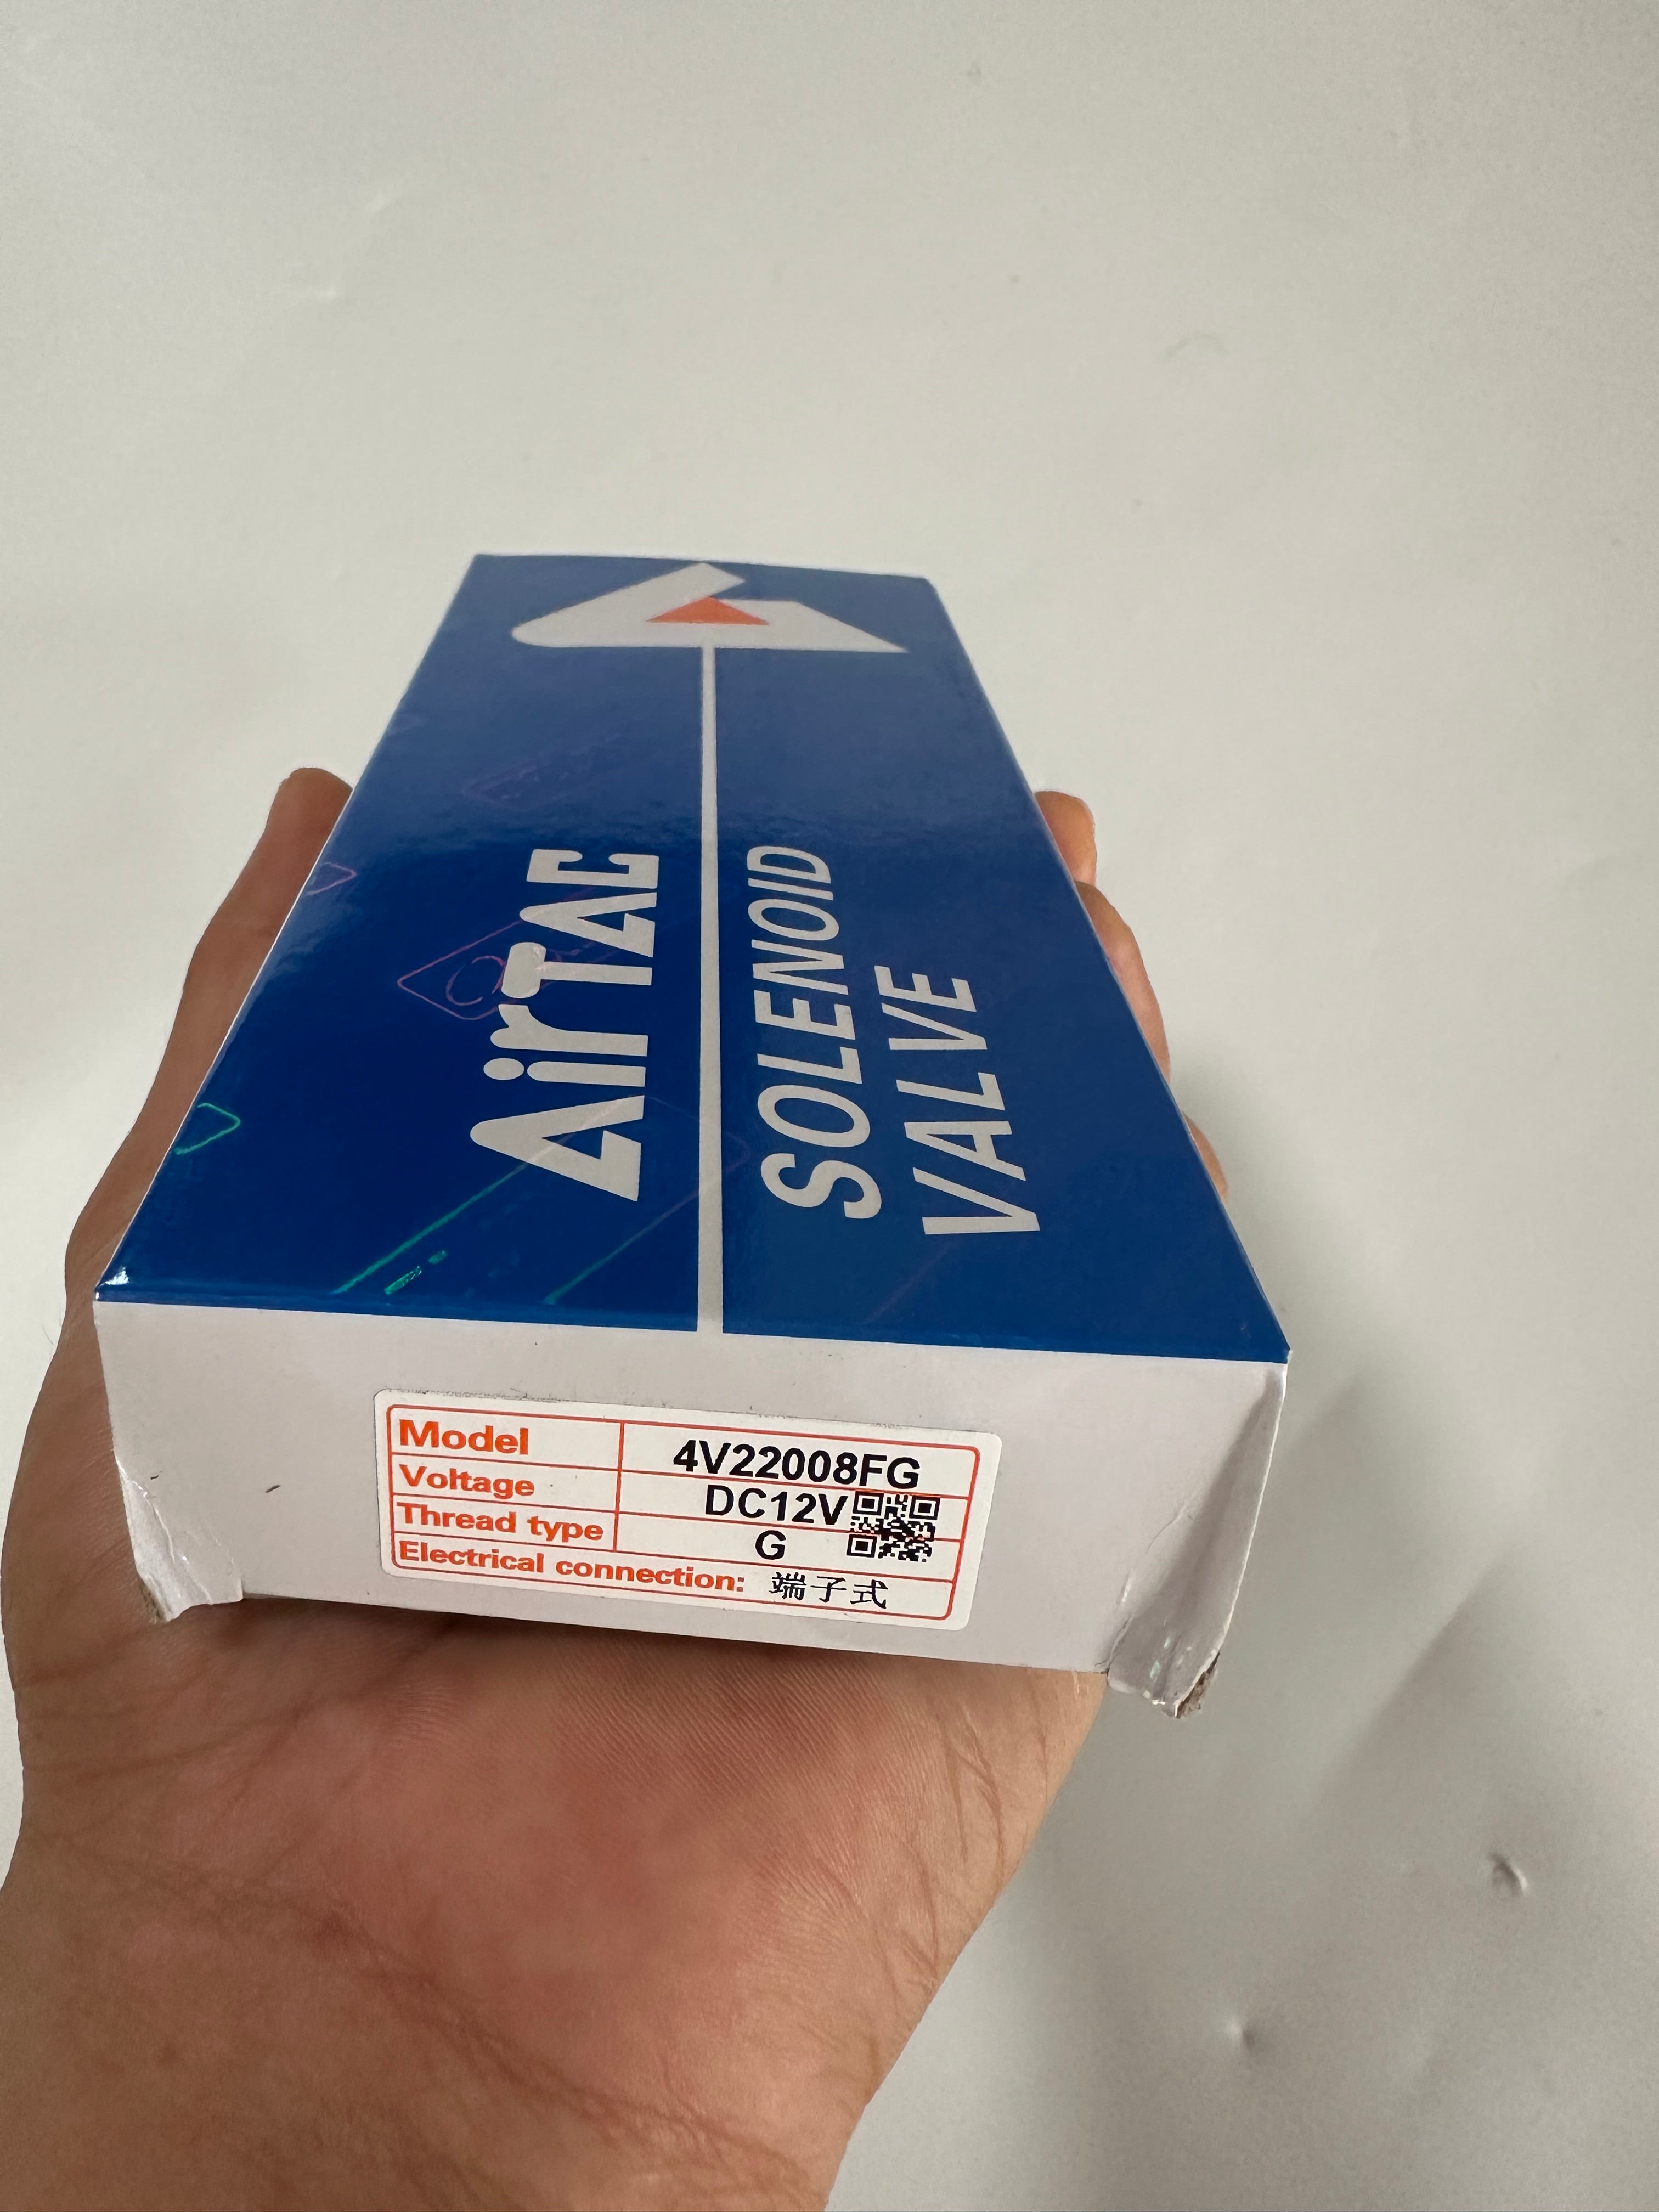 AirTAC
SOLENOID
VALVE
Model 4V22008FG
Voltage DC12V
Thread type G
Electrical connection: 端子式